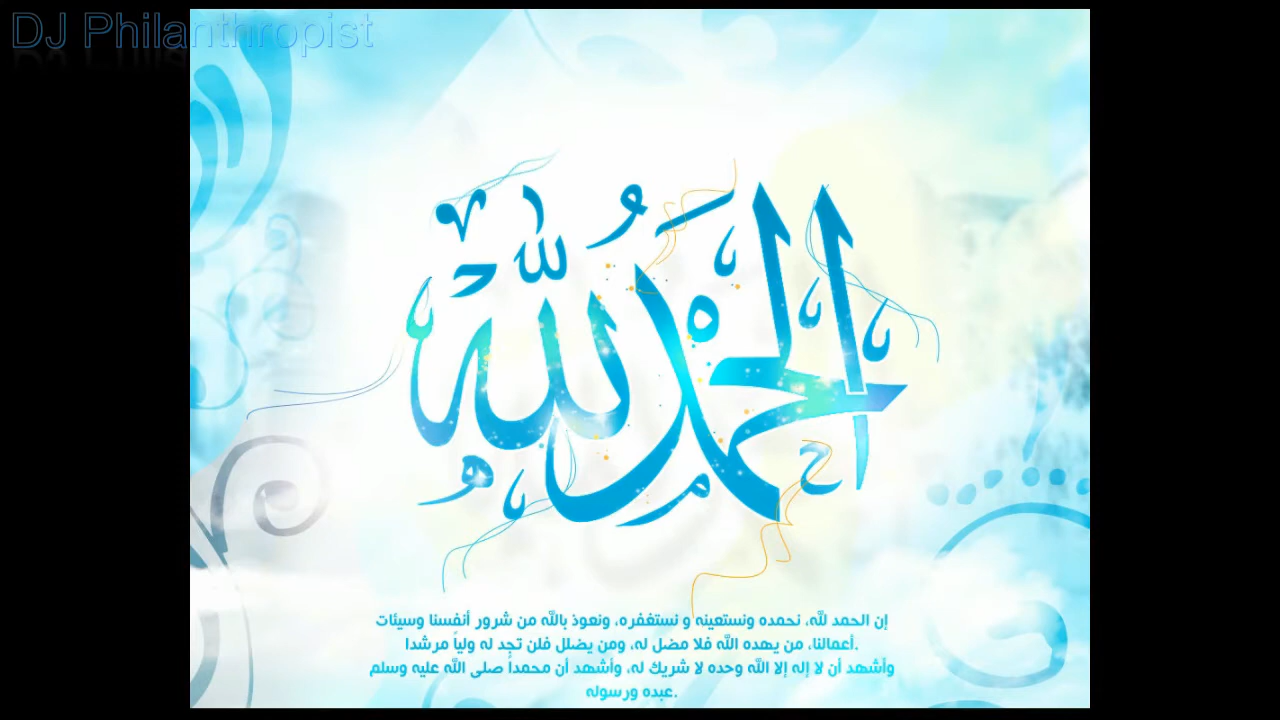 DJ Philanthropist
الحمد لله
إن الحمد لله، نحمده ونستعينه و نستغفره، ونعوذ بالله من شرور أنفسنا وسيئات
أعمالنا، من يهده الله فلا مضل له، ومن يضلل فلن تجد له ولياً مرشدا.
وأشهد أن لا إله إلا الله وحده لا شريك له، وأشهد أن محمداً صلى الله عليه وسلم
عبده ورسوله.